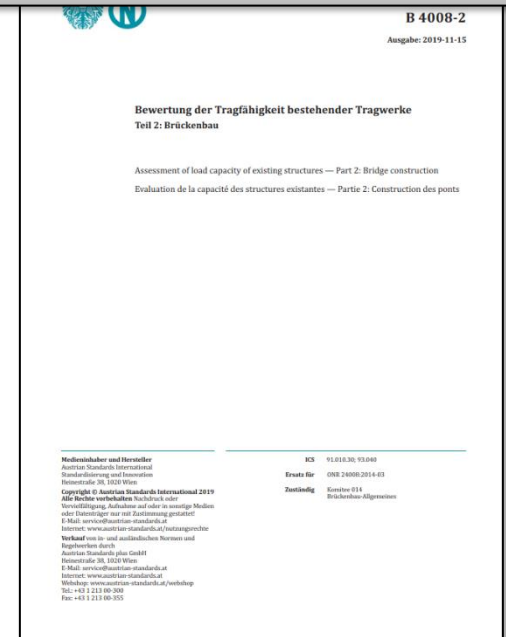 B 4008-2
Ausgabe: 2019-11-15
Bewertung der Tragfähigkeit bestehender Tragwerke
Teil 2: Brückenbau
Assessment of load capacity of existing structures — Part 2: Bridge construction
Evaluation de la capacité des structures existantes — Partie 2: Construction des ponts
Medieninhaber und Hersteller
Austrian Standards International
Standardisierung und Innovation
Heinestraße 38, 1020 Wien
Copyright © Austrian Standards International 2019
Alle Rechte vorbehalten Nachdruck oder
Vervielfältigung, Aufnahme auf oder in sonstige Medien
oder Datenträger nur mit Zustimmung gestattet!
E-Mail: service@austrian-standards.at
Internet: www.austrian-standards.at/nutzungsrechte
Verkauf von in- und ausländischen Normen und
Regelwerken durch
Austrian Standards plus GmbH
Heinestraße 38, 1020 Wien
E-Mail: service@austrian-standards.at
Internet: www.austrian-standards.at
Webshop: www.austrian-standards.at/webshop
Tel.: +43 1 213 00-300
Fax: +43 1 213 00-355
ICS 91.010.30; 93.040
Ersatz für ONR 24008:2014-03
Zuständig Komitee 014
Brückenbau-Allgemeines